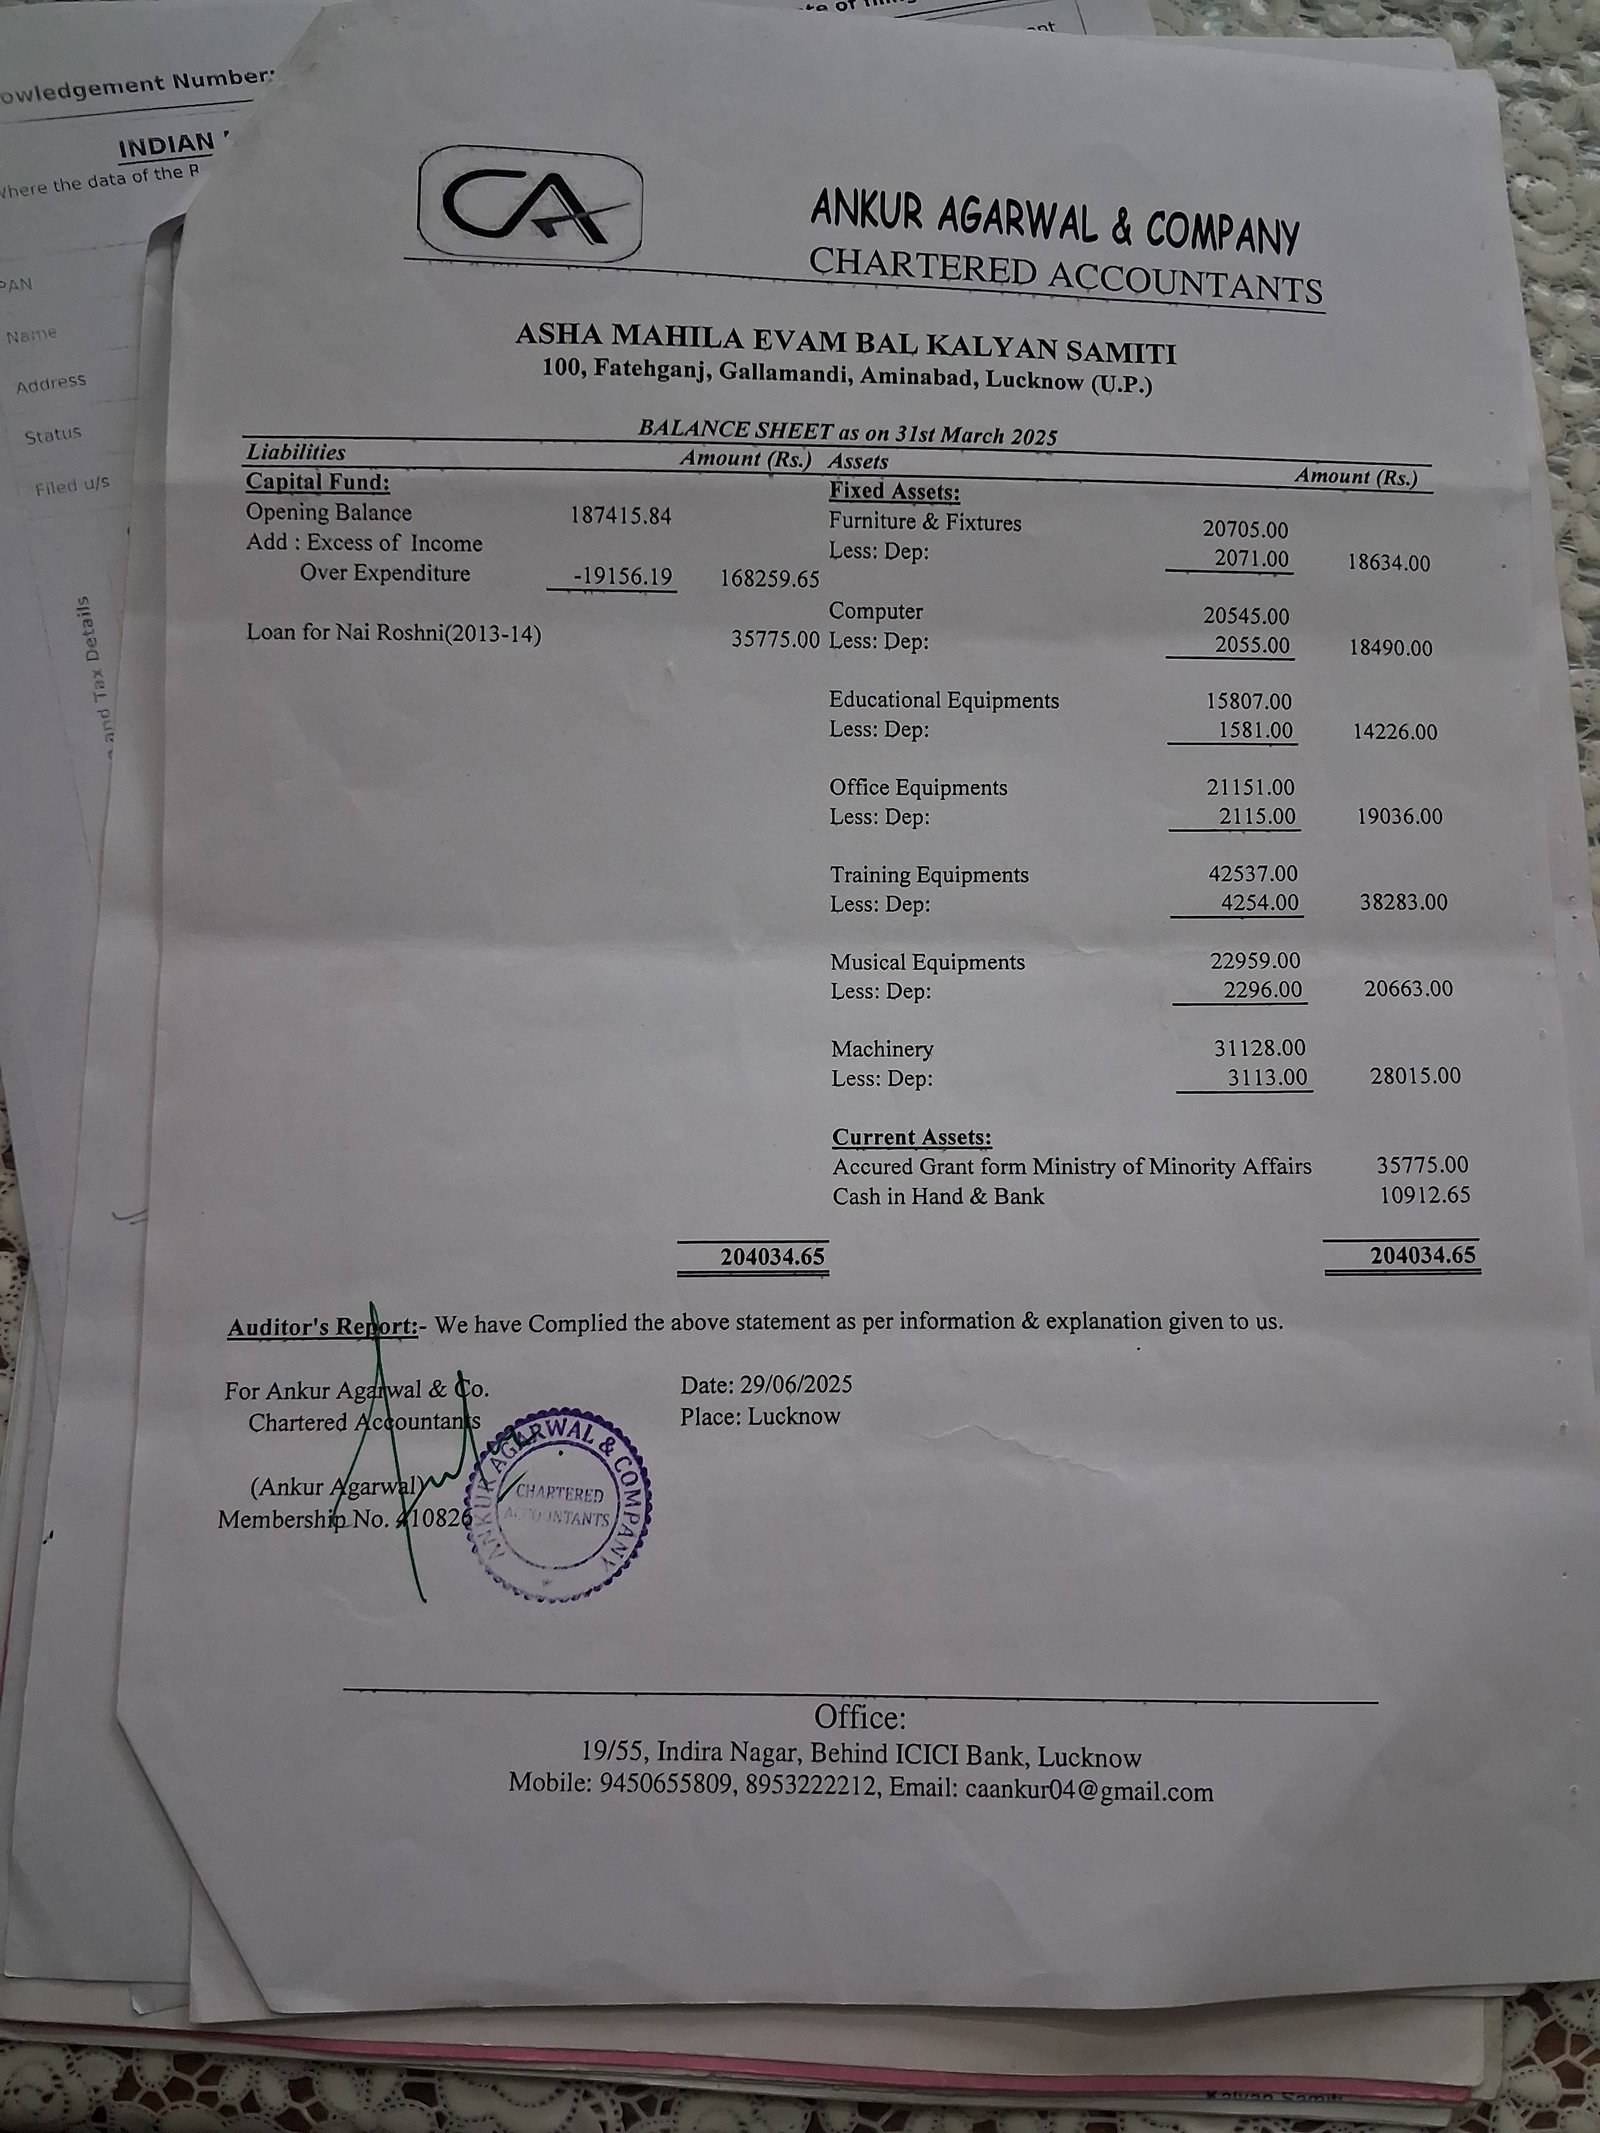 te of filing
owledgement Number:
INDIAN
Where the data of the R
PAN
Name
Address
Status
Filed u/s
and Tax Details
CA
ANKUR AGARWAL & COMPANY
CHARTERED ACCOUNTANTS
ASHA MAHILA EVAM BAL KALYAN SAMITI
100, Fatehganj, Gallamandi, Aminabad, Lucknow (U.P.)
BALANCE SHEET as on 31st March 2025
Liabilities Amount (Rs.) Assets Amount (Rs.)
Capital Fund: Fixed Assets:
Opening Balance 187415.84 Furniture & Fixtures 20705.00
Add : Excess of Income Less: Dep: 2071.00 18634.00
Over Expenditure -19156.19 168259.65
Computer 20545.00
Loan for Nai Roshni(2013-14) 35775.00 Less: Dep: 2055.00 18490.00
Educational Equipments 15807.00
Less: Dep: 1581.00 14226.00
Office Equipments 21151.00
Less: Dep: 2115.00 19036.00
Training Equipments 42537.00
Less: Dep: 4254.00 38283.00
Musical Equipments 22959.00
Less: Dep: 2296.00 20663.00
Machinery 31128.00
Less: Dep: 3113.00 28015.00
Current Assets:
Accured Grant form Ministry of Minority Affairs 35775.00
Cash in Hand & Bank 10912.65
204034.65 204034.65
Auditor's Report:- We have Complied the above statement as per information & explanation given to us.
For Ankur Agarwal & Co. Date: 29/06/2025
Chartered Accountants Place: Lucknow
(Ankur Agarwal)
Membership No. 410826
ANKUR AGARWAL & COMPANY
CHARTERED
ACCOUNTANTS
Office:
19/55, Indira Nagar, Behind ICICI Bank, Lucknow
Mobile: 9450655809, 8953222212, Email: caankur04@gmail.com
Kalyan Samiti